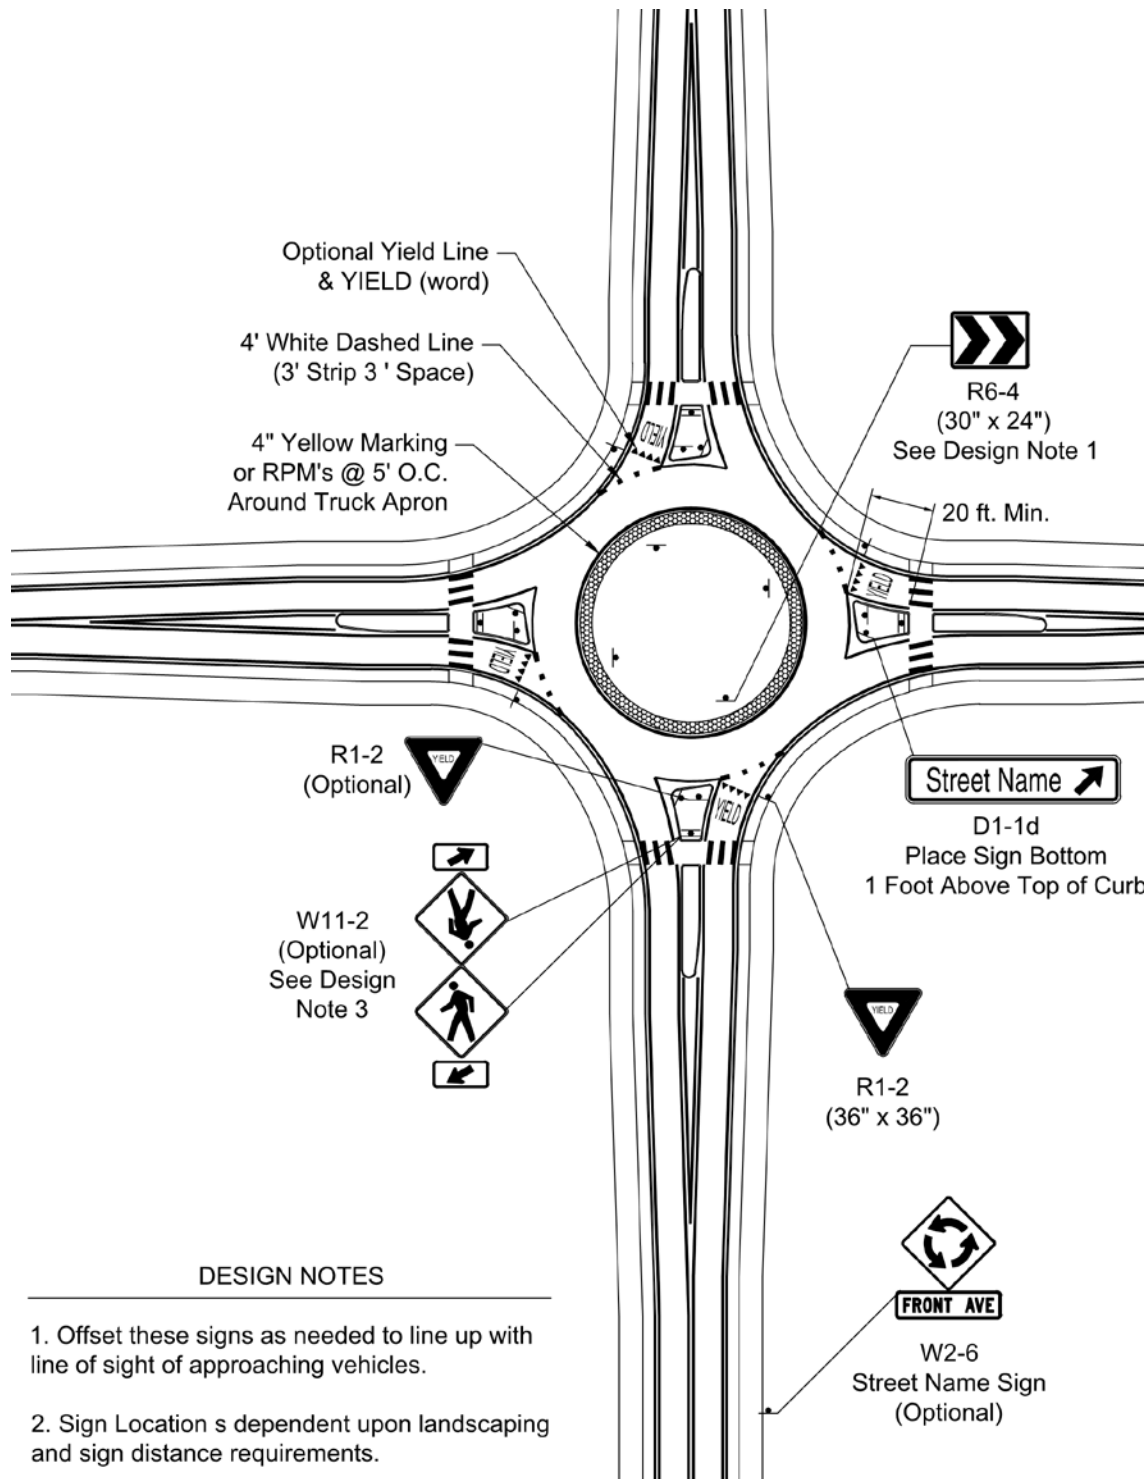 Optional Yield Line
& YIELD (word)
4' White Dashed Line
(3' Strip 3 ' Space)
4" Yellow Marking
or RPM's @ 5' O.C.
Around Truck Apron
R6-4
(30" x 24")
See Design Note 1
20 ft. Min.
YIELD
YIELD
YIELD
YIELD
R1-2
(Optional)
YIELD
Street Name
D1-1d
Place Sign Bottom
1 Foot Above Top of Curb
W11-2
(Optional)
See Design
Note 3
YIELD
R1-2
(36" x 36")
FRONT AVE
W2-6
Street Name Sign
(Optional)
DESIGN NOTES
1. Offset these signs as needed to line up with
line of sight of approaching vehicles.
2. Sign Location s dependent upon landscaping
and sign distance requirements.